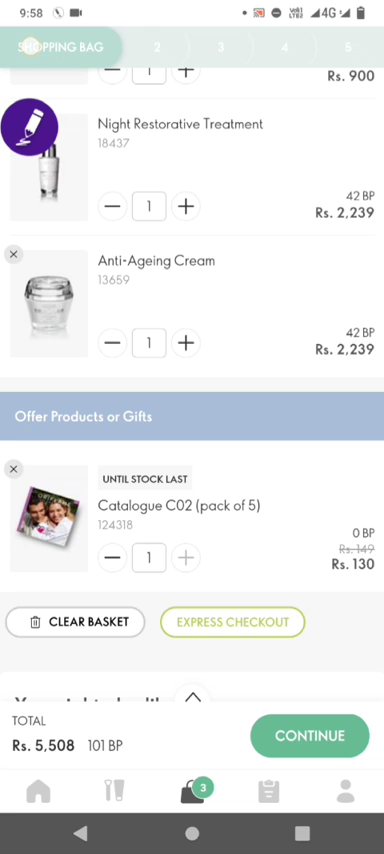 9:58
4G
SHOPPING BAG
2
3
4
5
1
Rs. 900
Night Restorative Treatment
18437
1
42 BP
Rs. 2,239
Anti-Ageing Cream
13659
1
42 BP
Rs. 2,239
Offer Products or Gifts
UNTIL STOCK LAST
Catalogue C02 (pack of 5)
124318
0 BP
Rs. 149
1
Rs. 130
CLEAR BASKET
EXPRESS CHECKOUT
TOTAL
Rs. 5,508 101 BP
CONTINUE
3